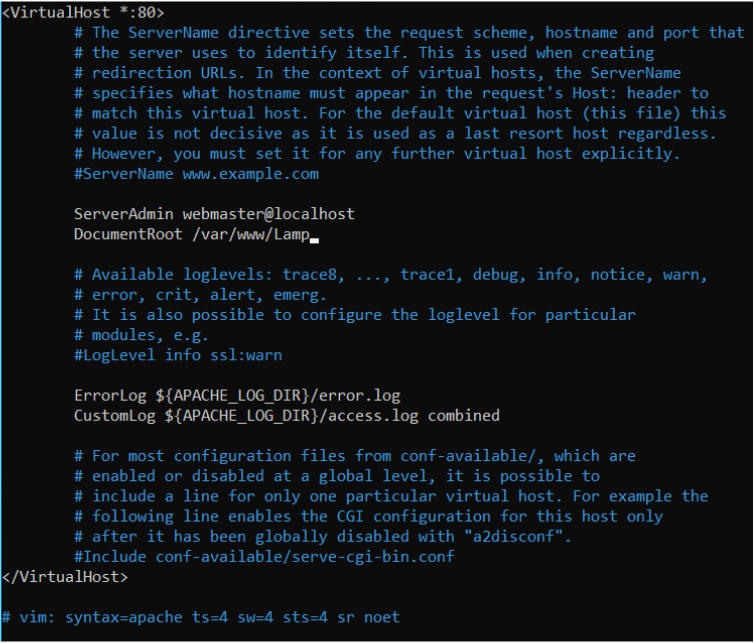 <VirtualHost *:80>
# The ServerName directive sets the request scheme, hostname and port that
# the server uses to identify itself. This is used when creating
# redirection URLs. In the context of virtual hosts, the ServerName
# specifies what hostname must appear in the request's Host: header to
# match this virtual host. For the default virtual host (this file) this
# value is not decisive as it is used as a last resort host regardless.
# However, you must set it for any further virtual host explicitly.
#ServerName www.example.com
ServerAdmin webmaster@localhost
DocumentRoot /var/www/Lamp
# Available loglevels: trace8, ..., trace1, debug, info, notice, warn,
# error, crit, alert, emerg.
# It is also possible to configure the loglevel for particular
# modules, e.g.
#LogLevel info ssl:warn
ErrorLog ${APACHE_LOG_DIR}/error.log
CustomLog ${APACHE_LOG_DIR}/access.log combined
# For most configuration files from conf-available/, which are
# enabled or disabled at a global level, it is possible to
# include a line for only one particular virtual host. For example the
# following line enables the CGI configuration for this host only
# after it has been globally disabled with "a2disconf".
#Include conf-available/serve-cgi-bin.conf
</VirtualHost>
# vim: syntax=apache ts=4 sw=4 sts=4 sr noet